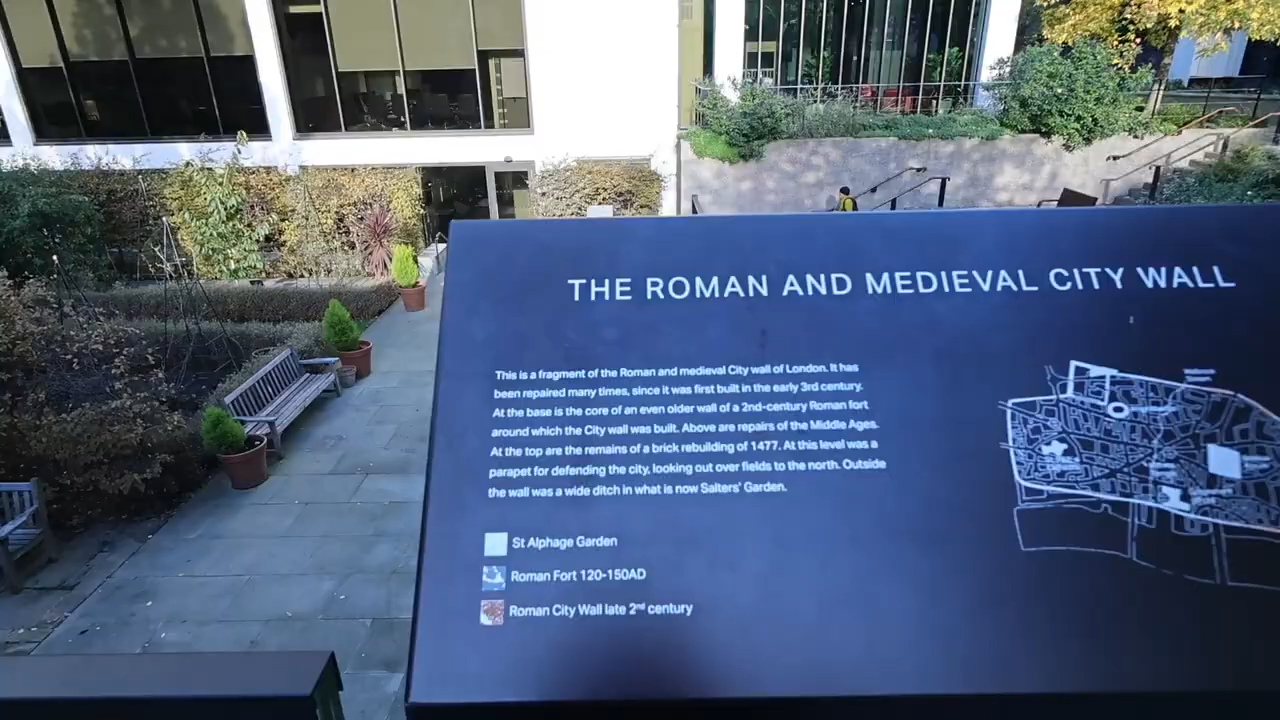 THE ROMAN AND MEDIEVAL CITY WALL
This is a fragment of the Roman and medieval City wall of London. It has
been repaired many times, since it was first built in the early 3rd century.
At the base is the core of an even older wall of a 2nd-century Roman fort
around which the City wall was built. Above are repairs of the Middle Ages.
At the top are the remains of a brick rebuilding of 1477. At this level was a
parapet for defending the city, looking out over fields to the north. Outside
the wall was a wide ditch in what is now Salters' Garden.
St Alphage Garden
Roman Fort 120-150AD
Roman City Wall late 2nd century